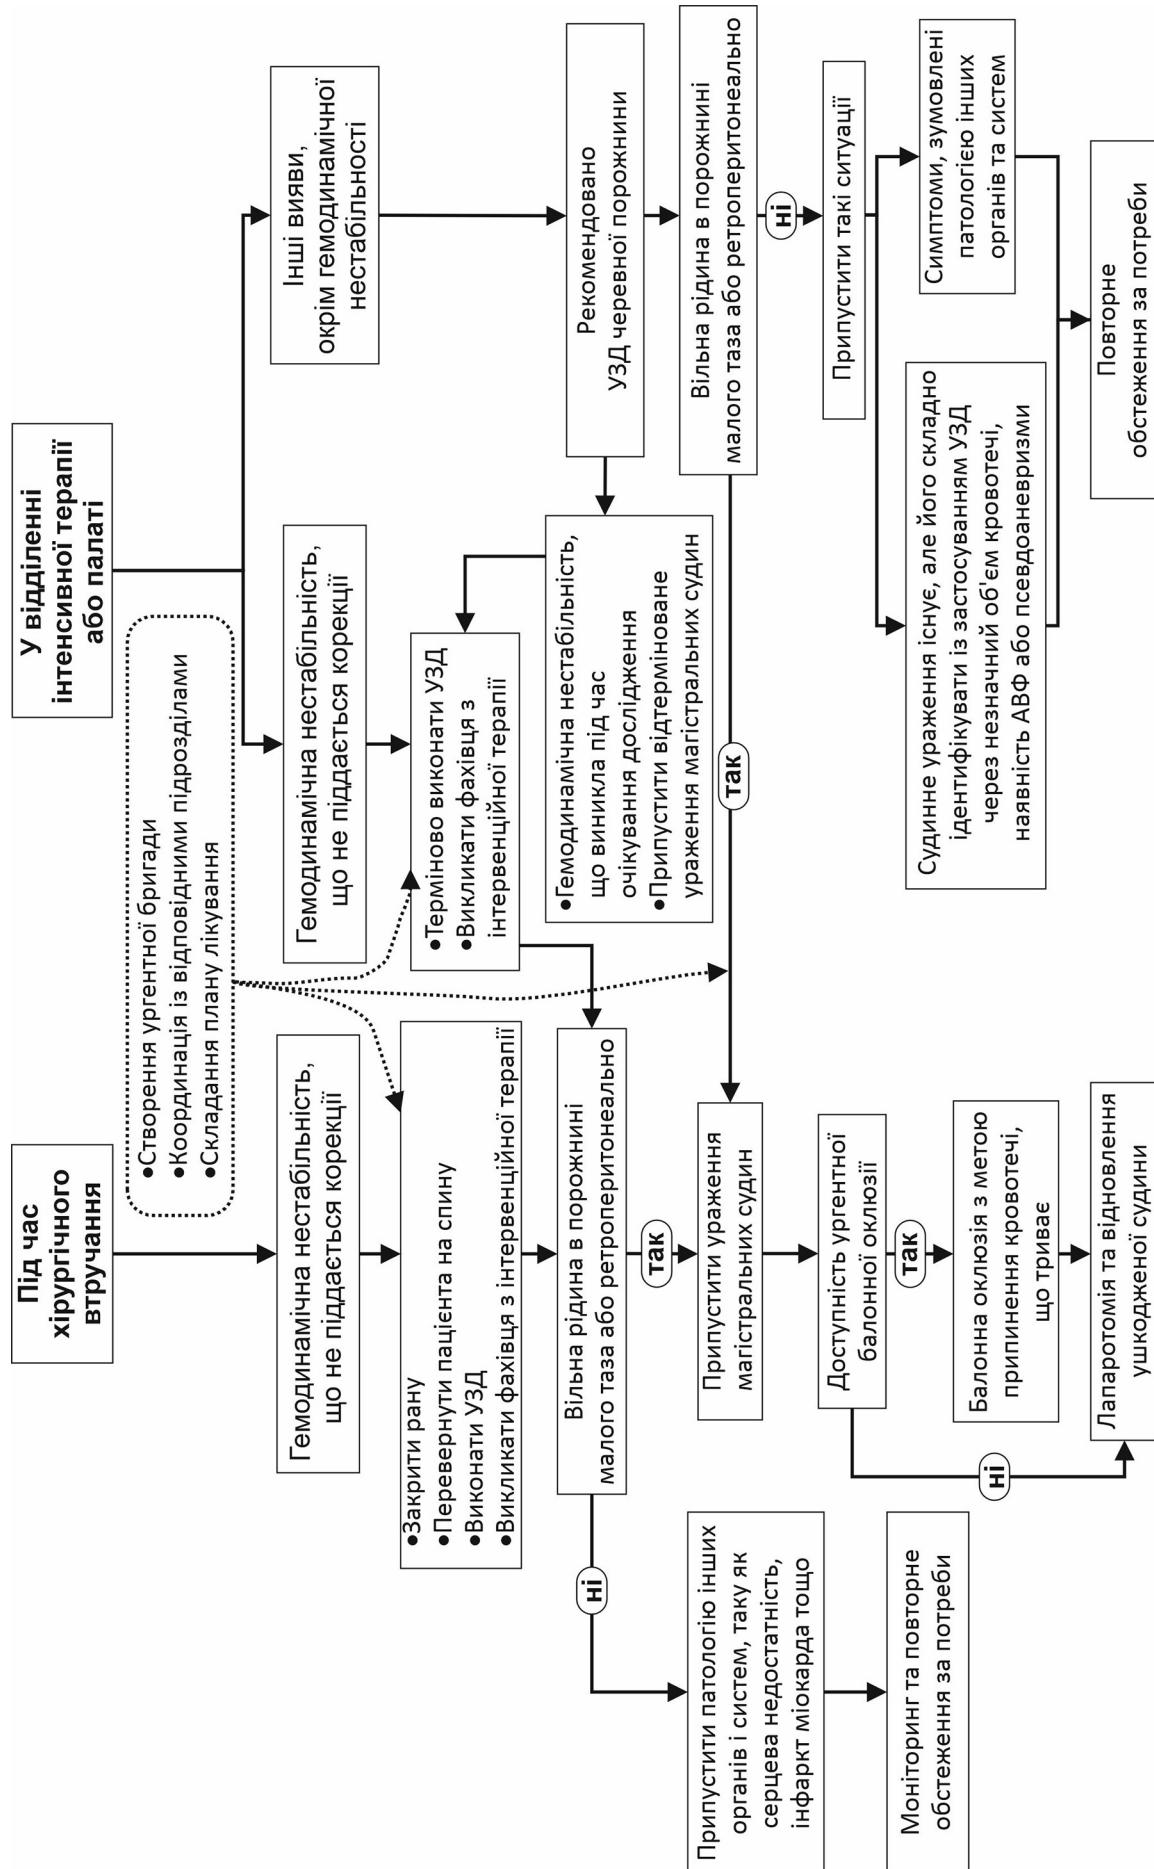 Під час
хірургічного
втручання
У відділенні
інтенсивної терапії
або палаті
●Створення ургентної бригади
●Координація із відповідними підрозділами
●Складання плану лікування
Гемодинамічна нестабільність,
що не піддається корекції
Гемодинамічна нестабільність,
що не піддається корекції
Інші вияви,
окрім гемодинамічної
нестабільності
●Закрити рану
●Перевернути пацієнта на спину
●Виконати УЗД
●Викликати фахівця з інтервенційної терапії
●Терміново виконати УЗД
●Викликати фахівця з
інтервенційної терапії
Рекомендовано
УЗД черевної порожнини
●Гемодинамічна нестабільність,
що виникла під час
очікування дослідження
●Припустити відтерміноване
ураження магістральних судин
Вільна рідина в порожнині
малого таза або ретроперитонеально
Вільна рідина в порожнині
малого таза або ретроперитонеально
ні
так
так
ні
Припустити патологію інших
органів і систем, таку як
серцева недостатність,
інфаркт міокарда тощо
Припустити ураження
магістральних судин
Припустити такі ситуації
Доступність ургентної
балонної оклюзії
так
ні
Судинне ураження існує, але його складно
ідентифікувати із застосуванням УЗД
через незначний об'єм кровотечі,
наявність АВФ або псевдоаневризми
Симптоми, зумовлені
патологією інших
органів та систем
Моніторинг та повторне
обстеження за потреби
Балонна оклюзія з метою
припинення кровотечі,
що триває
Лапаротомія та відновлення
ушкодженої судини
Повторне
обстеження за потреби